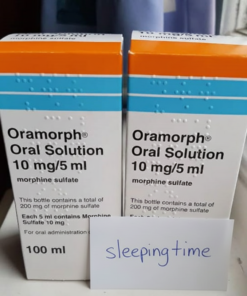 10 mg/5 ml
morphine sulfate
Oramorph®
Oral Solution
10 mg/5 ml
morphine sulfate
This bottle contains a total of
200 mg of morphine sulfate
Each 5 ml contains Morphine
Sulfate 10 mg
For oral administration
100 ml
Oramorph®
Oral Solution
10 mg/5 ml
morphine sulfate
This bottle contains a total of
200 mg of morphine sulfate
sleepingtime